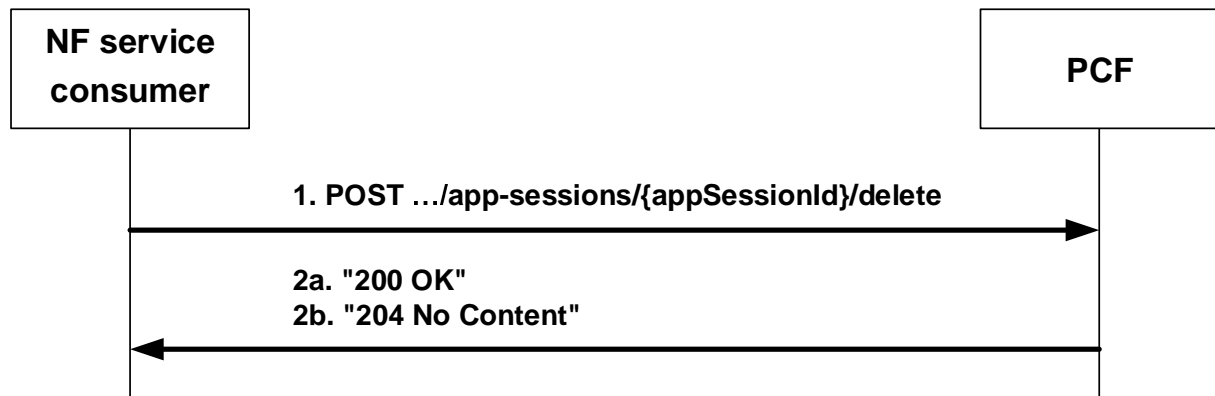 NF service
consumer
PCF
1. POST …/app-sessions/{appSessionId}/delete
2a. "200 OK"
2b. "204 No Content"